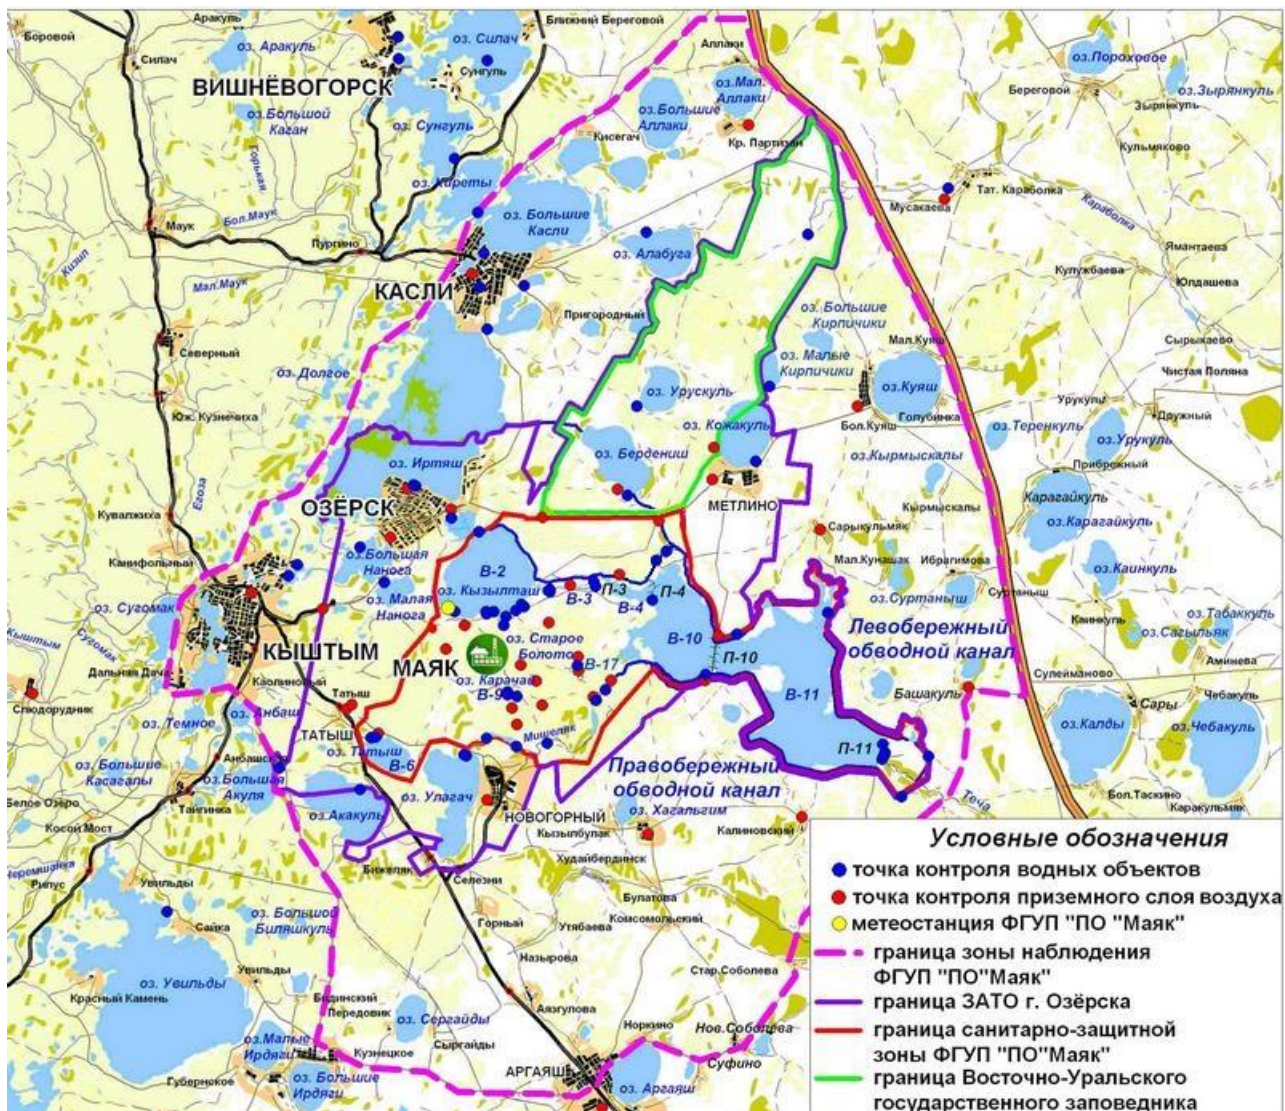 Аракуль
Ближний Береговой
Боровой
Силач
оз. Аракуль
оз. Силач
Сунгуль
Аллаки
оз.Пороховое
ВИШНЁВОГОРСК
оз.Мал.
Аллаки
Береговой
оз.Зырянкуль
Зырянкуль
оз.Большой
Каган
оз. Сунгуль
оз.Большие
Аллаки
Кисегач
Кр. Партизан
Кульмяково
Горькая
оз. Киреты
Тат. Караболка
Мусакаева
Караболка
Маук
Бол.Маук
Пургино
оз. Большие
Касли
оз. Алабуга
Ямантаева
Кизил
Мал.Маук
КАСЛИ
Кулужбаева
Юлдашева
Пригородный
оз. Большие
Кирпичики
Мал.Куяш
Северный
оз. Долгое
оз. Малые
Кирпичики
Сырыхаево
Чистая Поляна
оз. Урускуль
оз.Куяш
Юж. Кузнечиха
оз. Кожакуль
Бол.Куяш
Голубинка
Урукуль
Дружный
оз.Теренкуль
оз.Урукуль
оз. Иртяш
оз. Бердениш
оз.Кырмыскалы
Прибрежный
Егоза
ОЗЁРСК
МЕТЛИНО
Кырмыскалы
Карагайкуль
оз.Карагайкуль
Кувалжиха
Сарыкульмяк
Канифольный
оз.Большая
Нанога
В-2
оз. Кызылташ
П-3
В-3
В-4
П-4
Мал.Кунашак
Ибрагимова
оз.Каинкуль
оз. Сугомак
оз. Малая
Нанога
оз.Суртаныш
Суртаныш
Каинкуль
оз.Табаккуль
оз.Сагыльяк
Кыштым
Сугомак
КЫШТЫМ
МАЯК
оз. Старое
Болото
В-10
П-10
Левобережный
обводной канал
Аминева
Дальняя Дача
Каолиновый
оз. Карачай
В-9
В-17
В-11
Башакуль
Сулейманово
Слюдорудник
Татыш
Сары
Чебакуль
оз. Темное
оз. Анбаш
ТАТЫШ
Мишеляк
оз.Калды
оз.Чебакуль
оз. Татыш
В-6
П-11
оз. Большие
Касагалы
Анбашская
оз.Большая
Акуля
Правобережный
обводной канал
Белое Озеро
Тайгинка
оз. Улагач
Теча
Бол.Таскино
Каракульмяк
Косой Мост
оз.Акакуль
НОВОГОРНЫЙ
оз. Хагальгим
Кызылбулак
Калиновский
Черемшанка
Рипус
Увильды
Бижеляк
Селезни
Худайбердинск
Булатова
Сайка
оз. Большой
Биляшкуль
Горный
Утябаева
Комсомольский
оз. Увильды
Увильды
Назырова
Стар.Соболева
Красный Камень
Бидинский
Передовик
оз. Сергайды
Аязгулова
Норкино
Нов.Соболева
оз.Малые
Ирдяги
Кузнецкое
Сыргайды
Суфино
Губернское
оз. Большие
Ирдяги
АРГАЯШ
оз. Аргаяш
Условные обозначения
точка контроля водных объектов
точка контроля приземного слоя воздуха
метеостанция ФГУП "ПО "Маяк"
граница зоны наблюдения
ФГУП "ПО"Маяк"
граница ЗАТО г. Озёрска
граница санитарно-защитной
зоны ФГУП "ПО"Маяк"
граница Восточно-Уральского
государственного заповедника